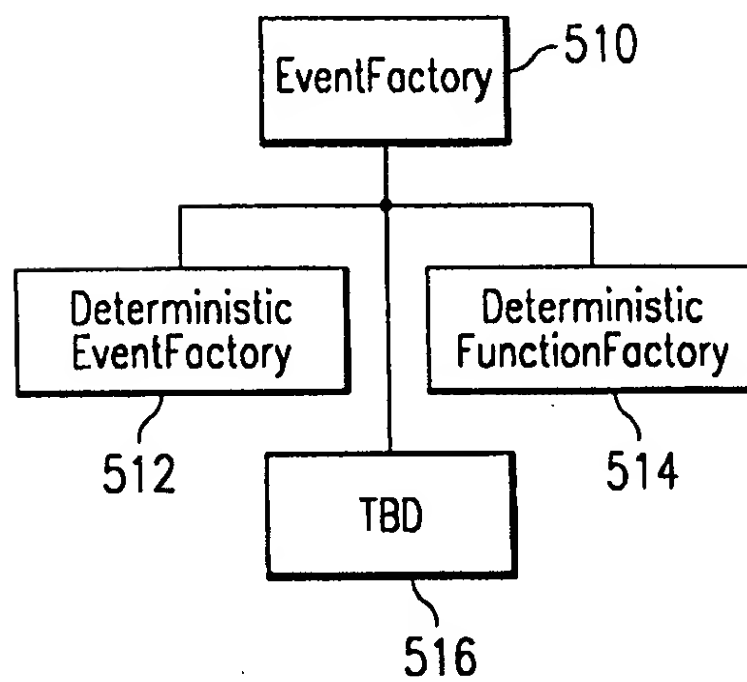 EventFactory
510
Deterministic
EventFactory
512
Deterministic
FunctionFactory
514
TBD
516